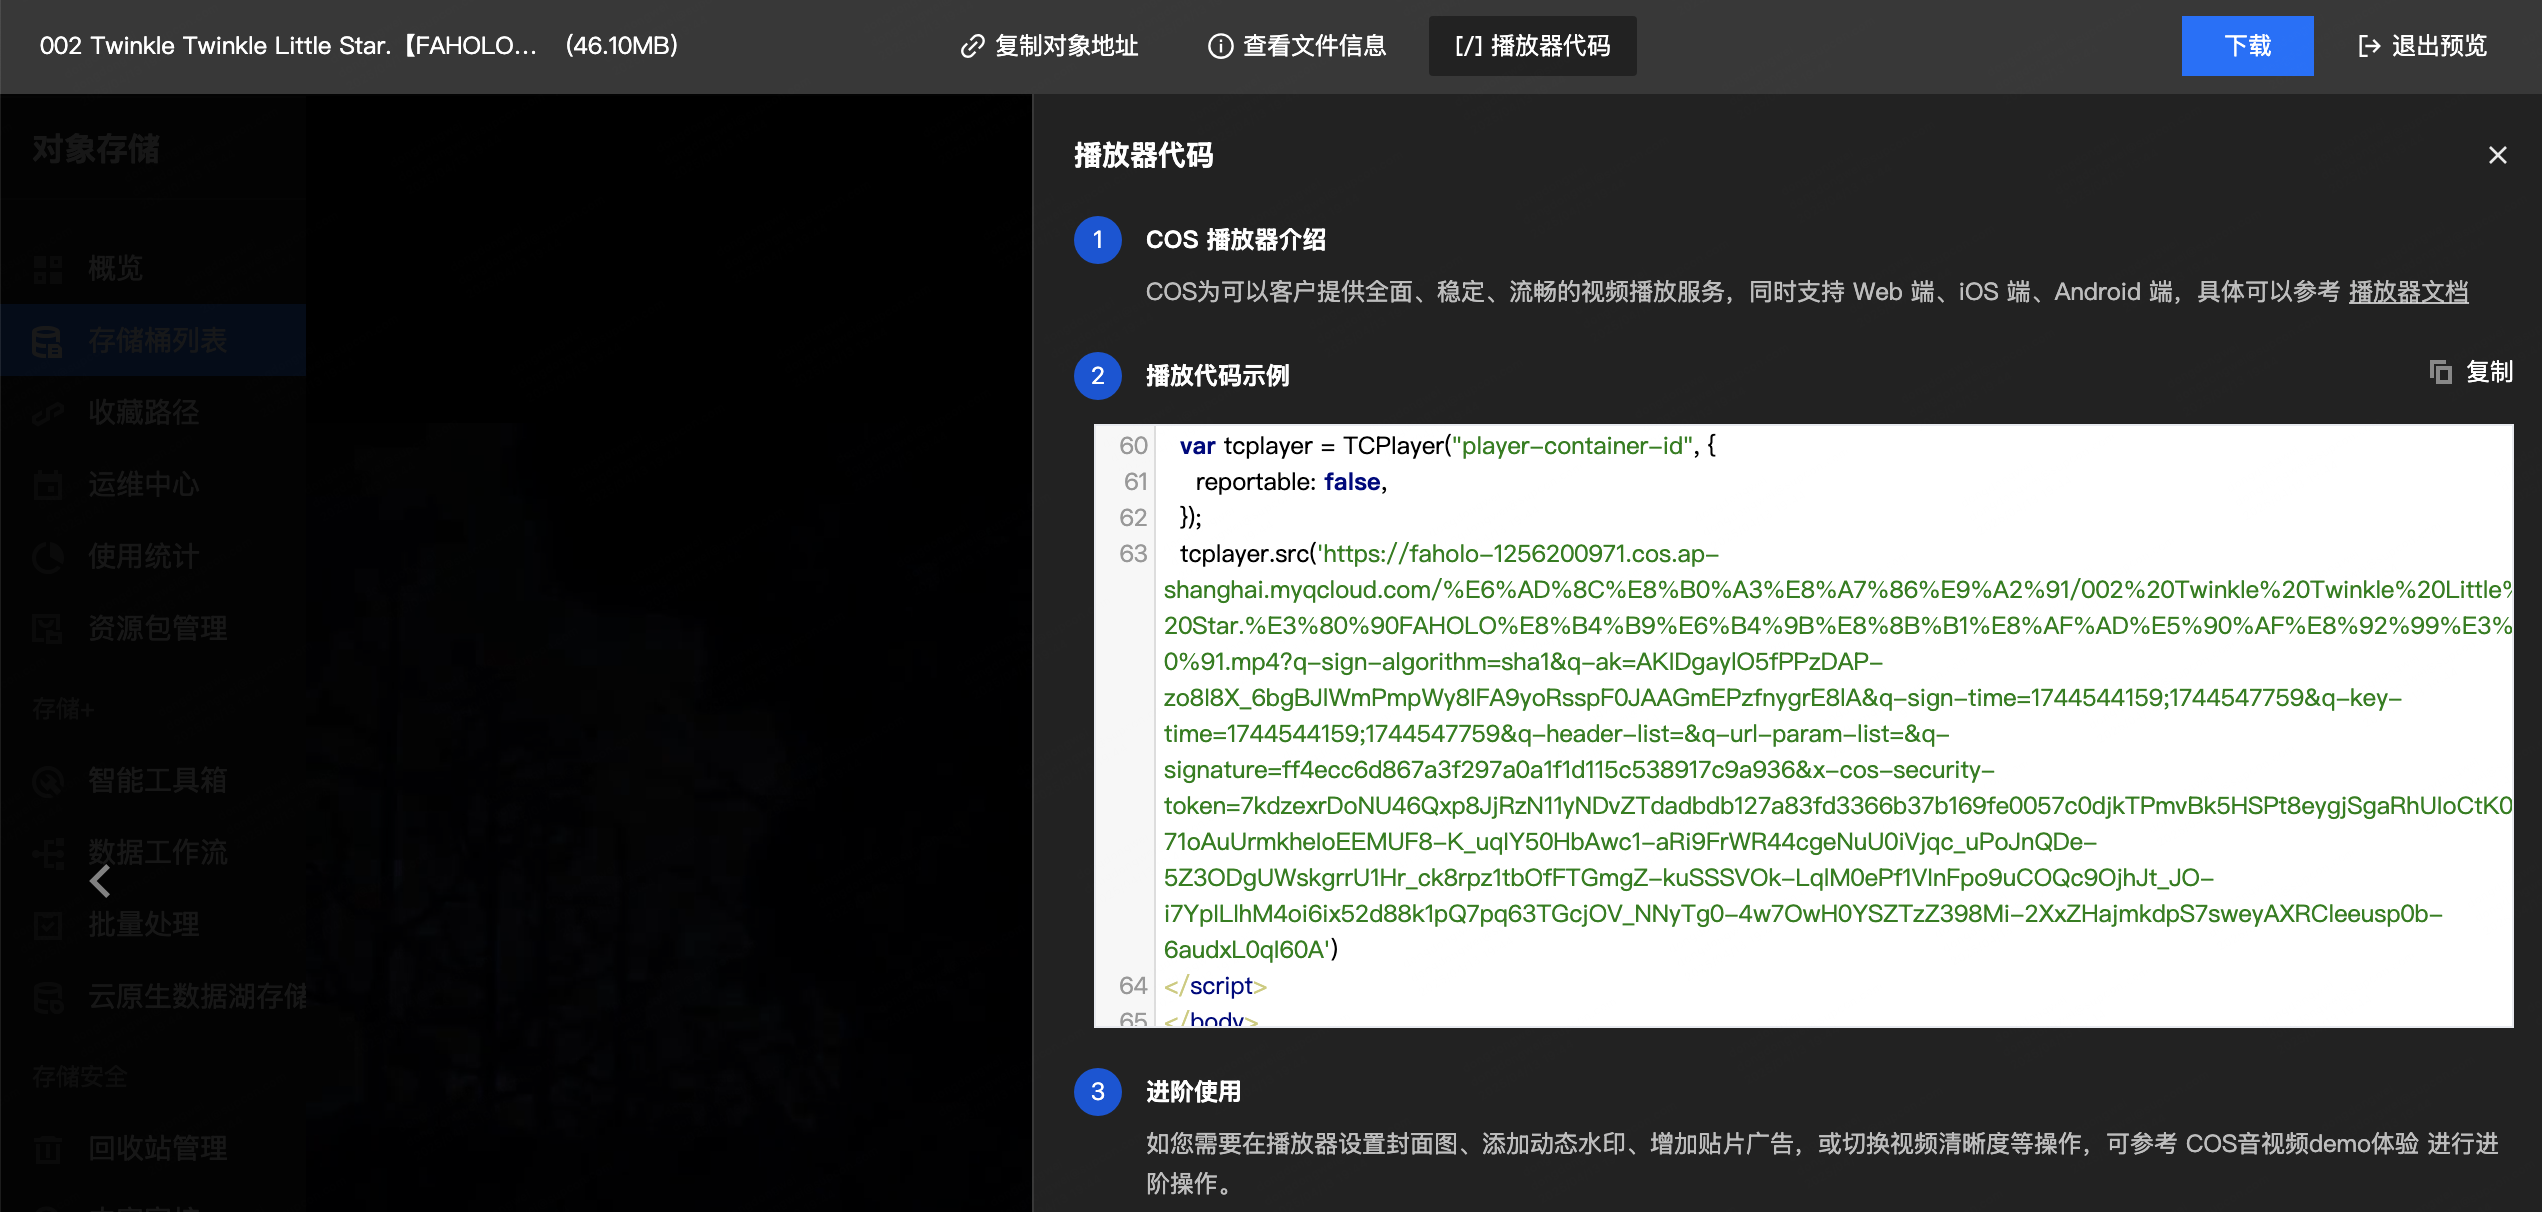 002 Twinkle Twinkle Little Star.【FAHOLO... (46.10MB)
复制对象地址
查看文件信息
[/] 播放器代码
下载
退出预览
对象存储
概览
存储桶列表
收藏路径
运维中心
使用统计
资源包管理
存储+
智能工具箱
数据工作流
批量处理
云原生数据湖存储
存储安全
回收站管理
播放器代码
1 COS 播放器介绍
COS为可以客户提供全面、稳定、流畅的视频播放服务，同时支持 Web 端、iOS 端、Android 端，具体可以参考 播放器文档
2 播放代码示例
复制
60 var tcplayer = TCPlayer("player-container-id", {
61 reportable: false,
62 });
63 tcplayer.src('https://faholo-1256200971.cos.ap-
shanghai.myqcloud.com/%E6%AD%8C%E8%B0%A3%E8%A7%86%E9%A2%91/002%20Twinkle%20Twinkle%20Little%
20Star.%E3%80%90FAHOLO%E8%B4%B9%E6%B4%9B%E8%8B%B1%E8%AF%AD%E5%90%AF%E8%92%99%E3%
0%91.mp4?q-sign-algorithm=sha1&q-ak=AKIDgaylO5fPPzDAP-
zo8I8X_6bgBJlWmPmpWy8lFA9yoRsspF0JAAGmEPzfnygrE8lA&q-sign-time=1744544159;1744547759&q-key-
time=1744544159;1744547759&q-header-list=&q-url-param-list=&q-
signature=ff4ecc6d867a3f297a0a1f1d115c538917c9a936&x-cos-security-
token=7kdzexrDoNU46Qxp8JjRzN11yNDvZTdadbdb127a83fd3366b37b169fe0057c0djkTPmvBk5HSPt8eygjSgaRhUIoCtK0
71oAuUrmkheIoEEMUF8-K_uqlY50HbAwc1-aRi9FrWR44cgeNuU0iVjqc_uPoJnQDe-
5Z3ODgUWskgrrU1Hr_ck8rpz1tbOfFTGmgZ-kuSSSVOk-LqIM0ePf1VlnFpo9uCOQc9OjhJt_JO-
i7YpILlhM4oi6ix52d88k1pQ7pq63TGcjOV_NNyTg0-4w7OwH0YSZTzZ398Mi-2XxZHajmkdpS7sweyAXRCleeusp0b-
6audxL0qI60A')
64 </script>
65 </body>
3 进阶使用
如您需要在播放器设置封面图、添加动态水印、增加贴片广告，或切换视频清晰度等操作，可参考 COS音视频demo体验 进行进
阶操作。